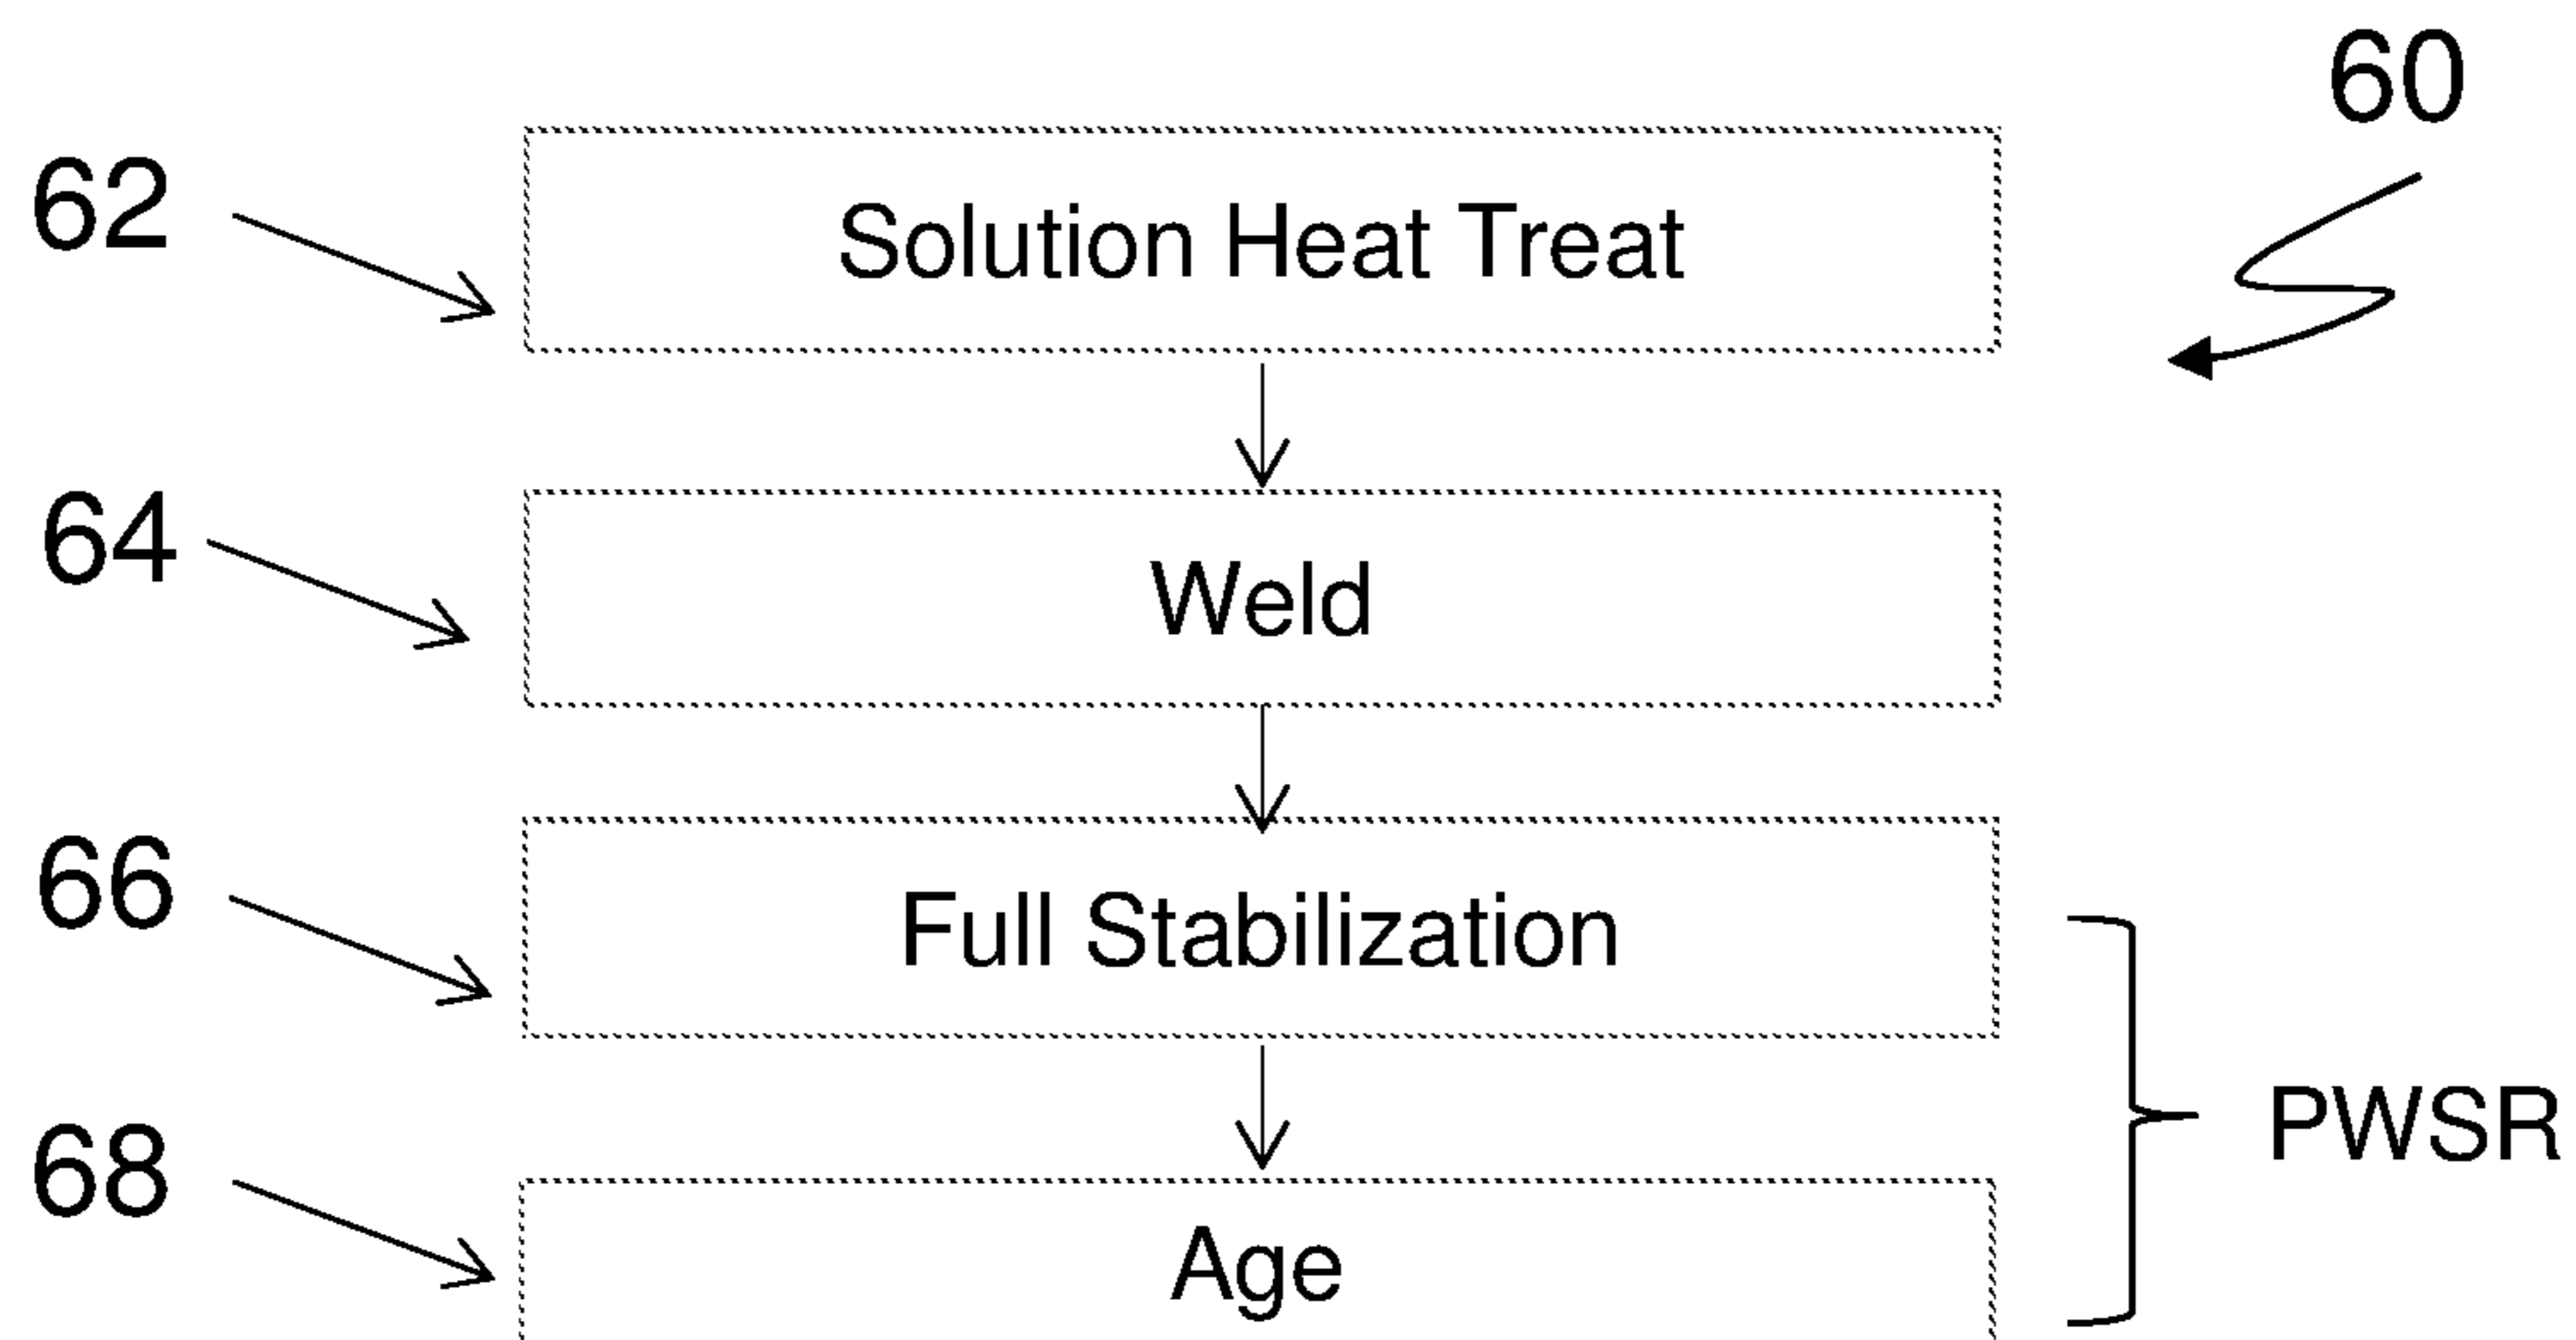 60
62
Solution Heat Treat
64
Weld
66
Full Stabilization
PWSR
68
Age